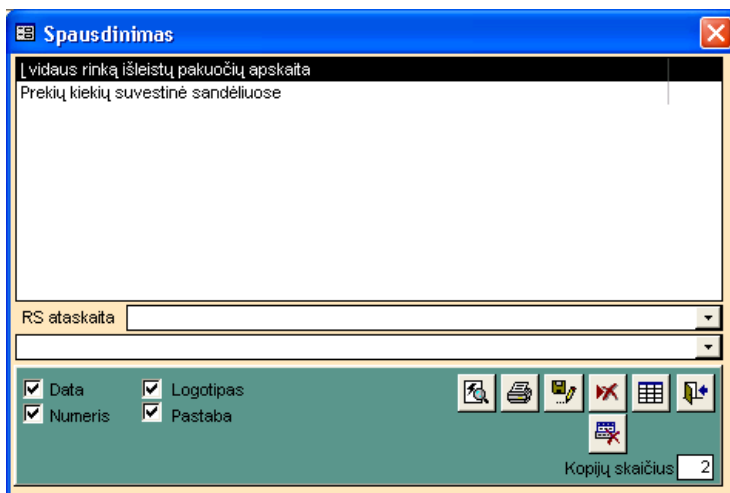 Spausdinimas
Į vidaus rinką išleistų pakuočių apskaita
Prekių kiekių suvestinė sandėliuose
RS ataskaita
Data
Logotipas
Numeris
Pastaba
Kopijų skaičius 2